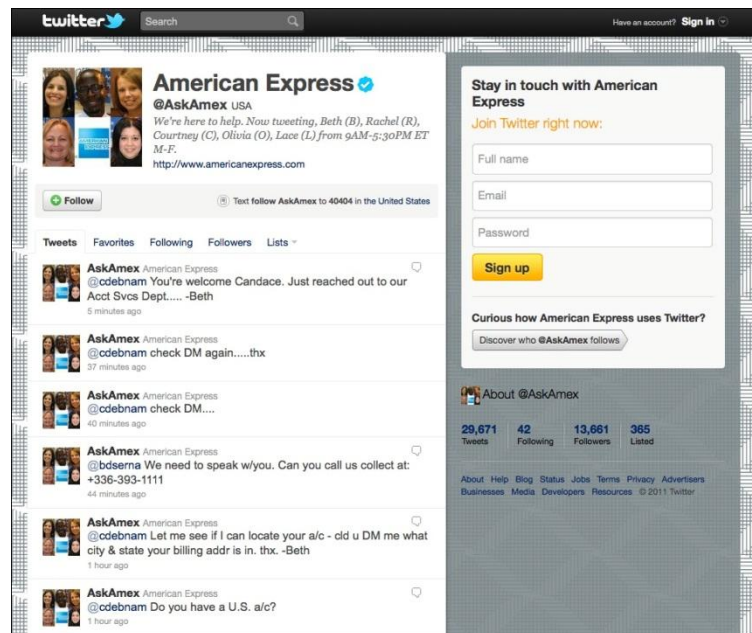 twitter
Search
Have an account? Sign in
American Express
@AskAmex USA
We're here to help. Now tweeting, Beth (B), Rachel (R),
Courtney (C), Olivia (O), Lace (L) from 9AM-5:30PM ET
M-F.
http://www.americanexpress.com
Follow
Text follow AskAmex to 40404 in the United States
Tweets Favorites Following Followers Lists
AskAmex American Express
@cdebnam You're welcome Candace. Just reached out to our
Acct Svcs Dept..... -Beth
5 minutes ago
AskAmex American Express
@cdebnam check DM again.....thx
37 minutes ago
AskAmex American Express
@cdebnam check DM....
40 minutes ago
AskAmex American Express
@bdserna We need to speak w/you. Can you call us collect at:
+336-393-1111
44 minutes ago
AskAmex American Express
@cdebnam Let me see if I can locate your a/c - cld u DM me what
city & state your billing addr is in. thx. -Beth
1 hour ago
AskAmex American Express
@cdebnam Do you have a U.S. a/c?
1 hour ago
Stay in touch with American
Express
Join Twitter right now:
Full name
Email
Password
Sign up
Curious how American Express uses Twitter?
Discover who @AskAmex follows
About @AskAmex
29,671 42 13,661 365
Tweets Following Followers Listed
About Help Blog Status Jobs Terms Privacy Advertisers
Businesses Media Developers Resources © 2011 Twitter